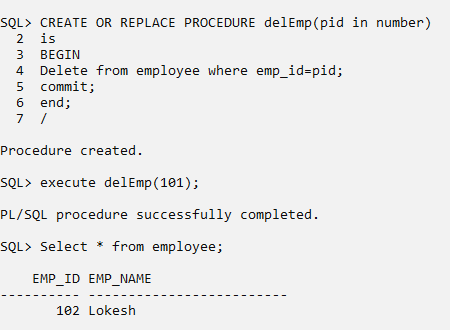 SQL> CREATE OR REPLACE PROCEDURE delEmp(pid in number)
  2  is
  3  BEGIN
  4  Delete from employee where emp_id=pid;
  5  commit;
  6  end;
  7  /
Procedure created.
SQL> execute delEmp(101);
PL/SQL procedure successfully completed.
SQL> Select * from employee;
    EMP_ID EMP_NAME
---------- -------------------------
       102 Lokesh